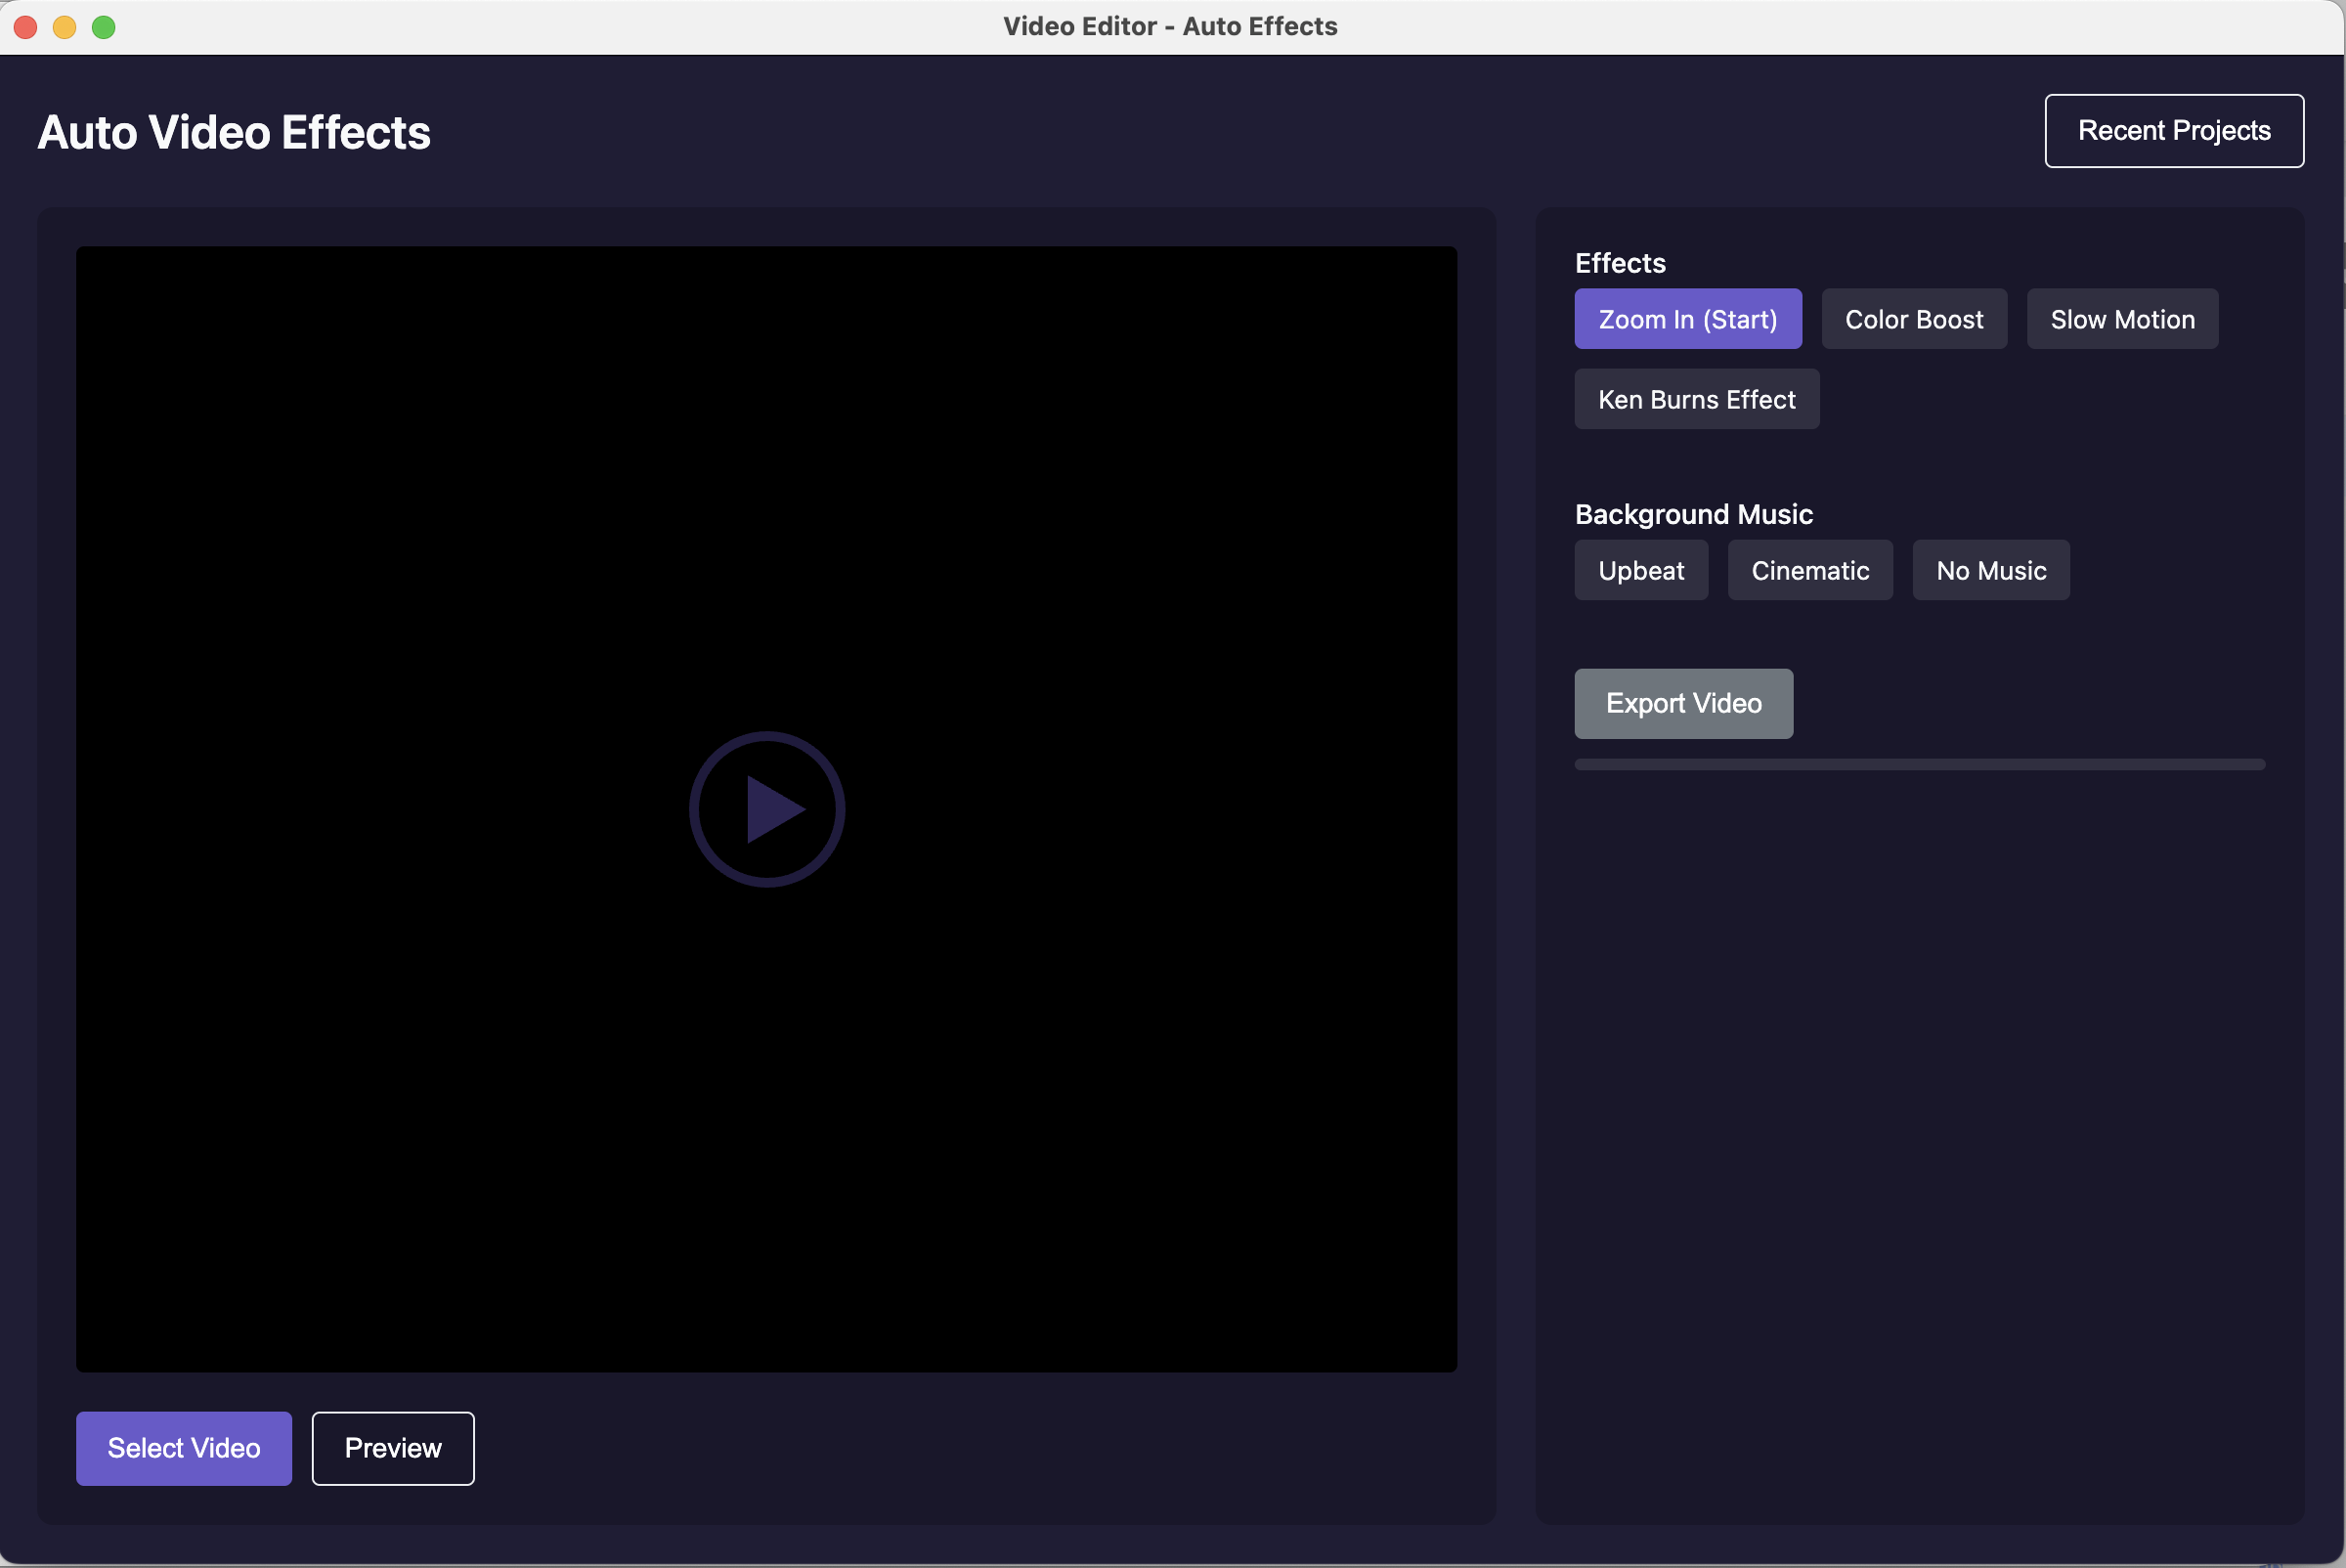 Video Editor - Auto Effects
Auto Video Effects
Recent Projects
Effects
Zoom In (Start)
Color Boost
Slow Motion
Ken Burns Effect
Background Music
Upbeat
Cinematic
No Music
Export Video
Select Video
Preview